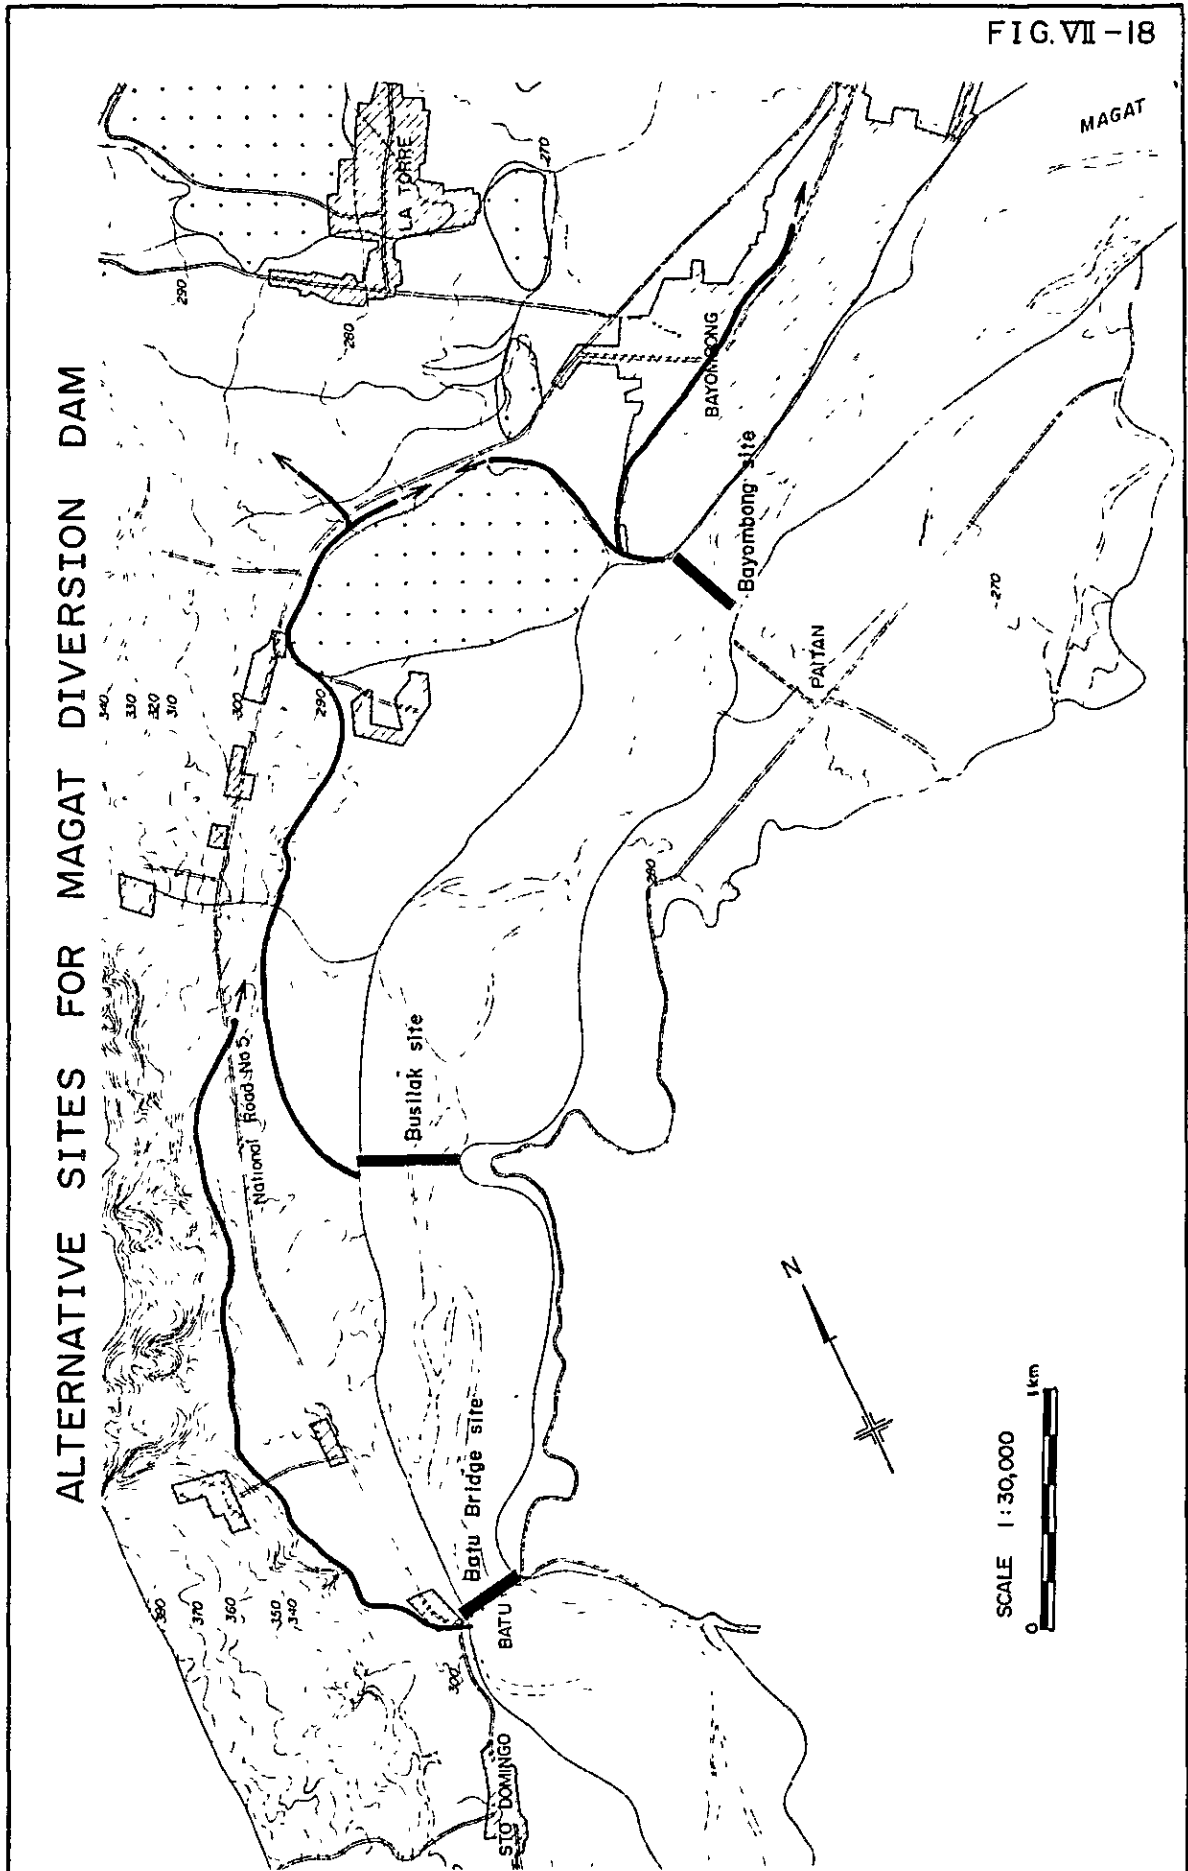 FIG. VII-18
ALTERNATIVE SITES FOR MAGAT DIVERSION DAM
MAGAT
LA TORRE
270
290
280
BAYOMBONG
Bayombong site
PAITAN
270
340
330
320
310
300
290
280
Busilak site
National Road No 5
N
Batu Bridge site
BATU
390
370
360
350
340
300
STO DOMINGO
SCALE 1:30,000
0
1km